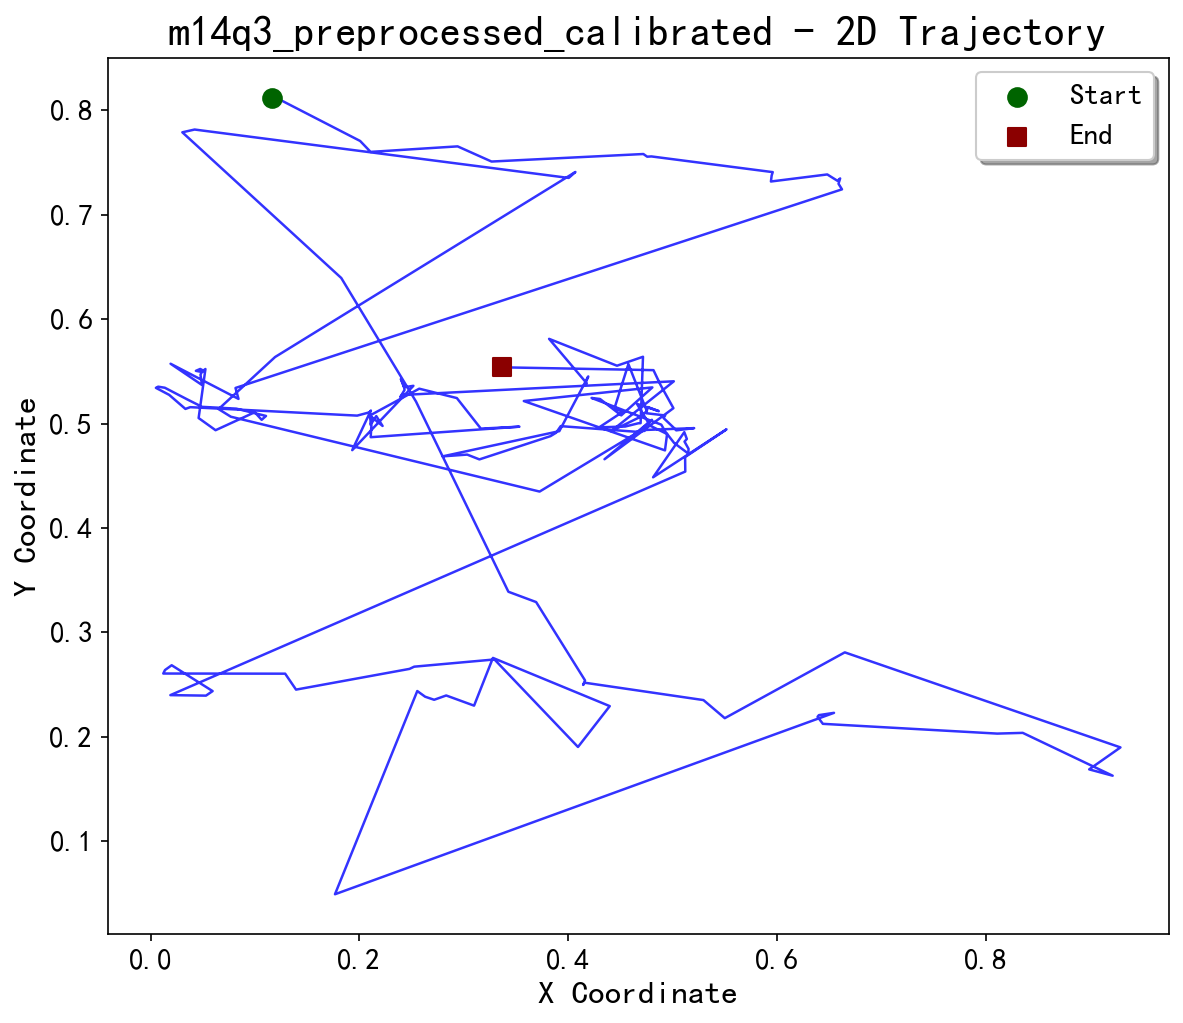 m14q3_preprocessed_calibrated - 2D Trajectory
Start
End
0.8
0.7
0.6
0.5
0.4
0.3
0.2
0.1
Y Coordinate
0.0 0.2 0.4 0.6 0.8
X Coordinate